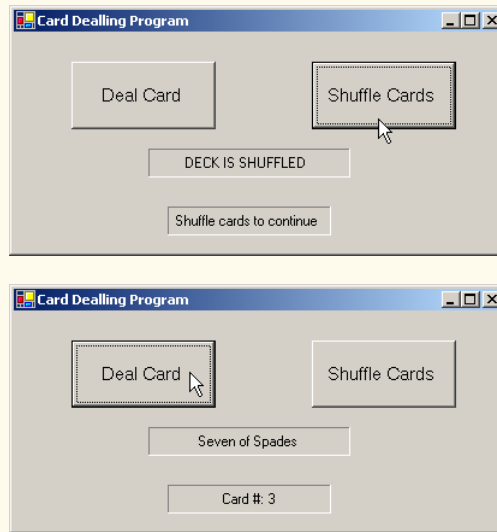 Card Dealling Program
Deal Card Shuffle Cards
DECK IS SHUFFLED
Shuffle cards to continue
Card Dealling Program
Deal Card Shuffle Cards
Seven of Spades
Card #: 3